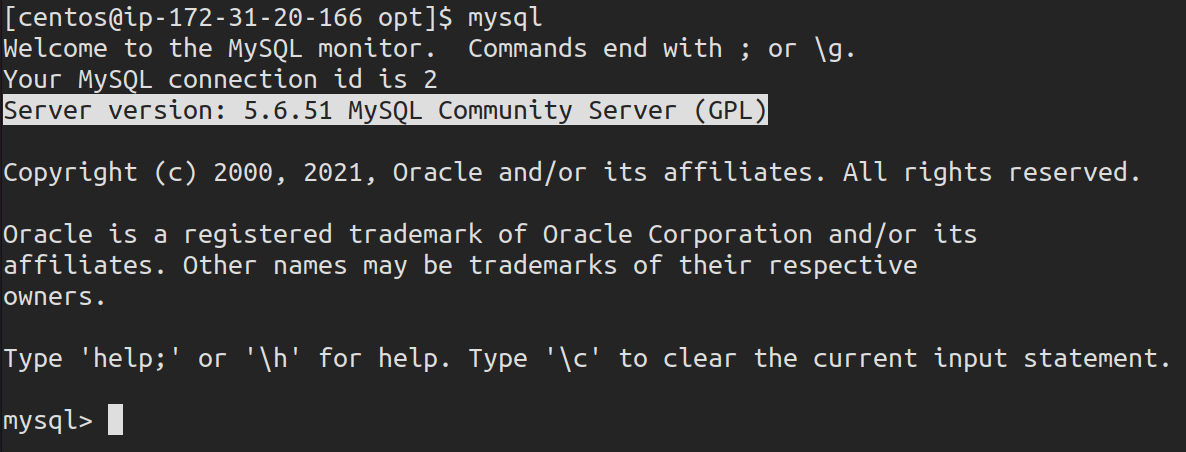 [centos@ip-172-31-20-166 opt]$ mysql
Welcome to the MySQL monitor.  Commands end with ; or \g.
Your MySQL connection id is 2
Server version: 5.6.51 MySQL Community Server (GPL)
Copyright (c) 2000, 2021, Oracle and/or its affiliates. All rights reserved.
Oracle is a registered trademark of Oracle Corporation and/or its
affiliates. Other names may be trademarks of their respective
owners.
Type 'help;' or '\h' for help. Type '\c' to clear the current input statement.
mysql>